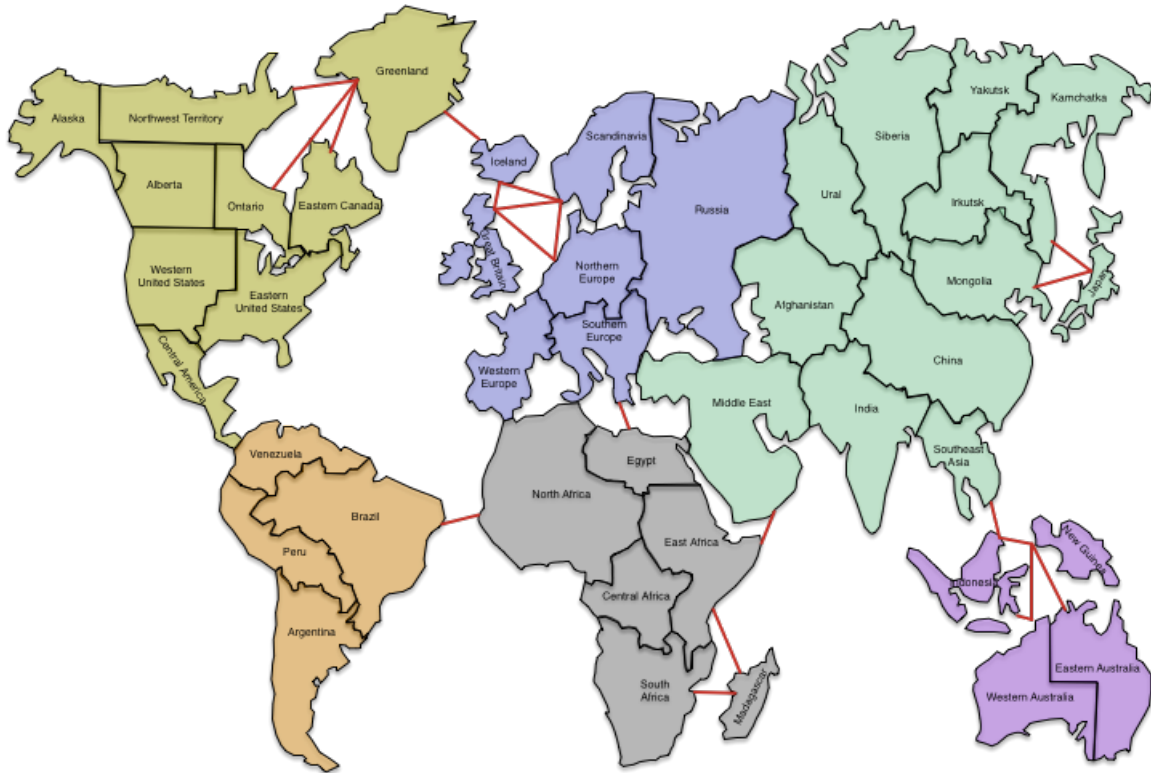 Greenland
Alaska
Northwest Territory
Alberta
Ontario
Eastern Canada
Western
United States
Eastern
United States
Central America
Venezuela
Brazil
Peru
Argentina
Iceland
Scandinavia
Great Britain
Northern
Europe
Southern
Europe
Western
Europe
Russia
North Africa
Egypt
East Africa
Central Africa
South
Africa
Madagascar
Ural
Siberia
Yakutsk
Kamchatka
Irkutsk
Mongolia
Japan
Afghanistan
China
Middle East
India
Southeast
Asia
Indonesia
New Guinea
Western Australia
Eastern Australia